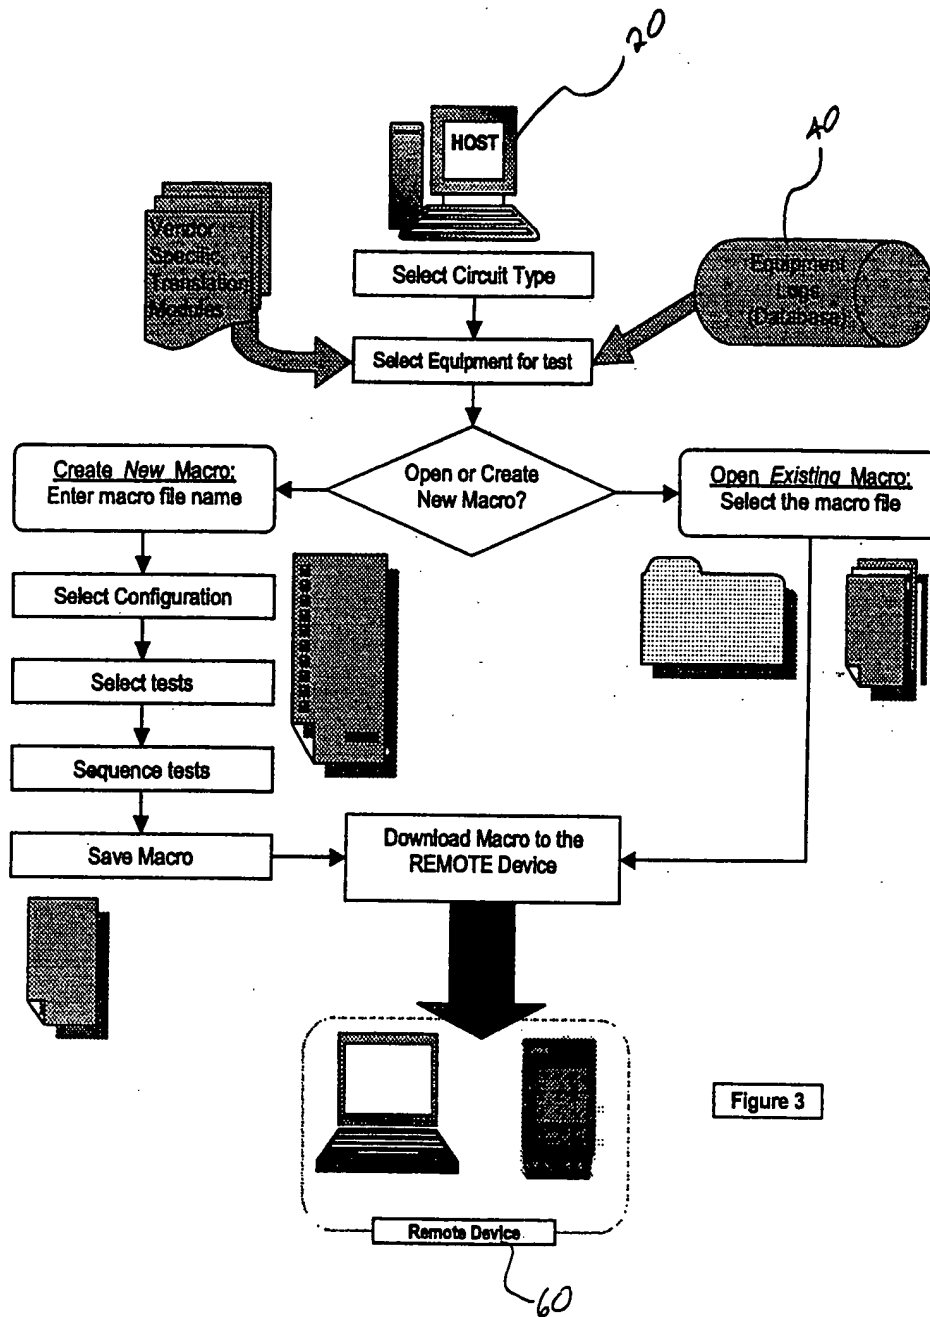 20
HOST
40
Vendor
Specific
Translation
Modules
Equipment
Logs
(Database)
Select Circuit Type
Select Equipment for test
Create New Macro:
Enter macro file name
Open or Create
New Macro?
Open Existing Macro:
Select the macro file
Select Configuration
Select tests
Sequence tests
Save Macro
Download Macro to the
REMOTE Device
Figure 3
Remote Device
60